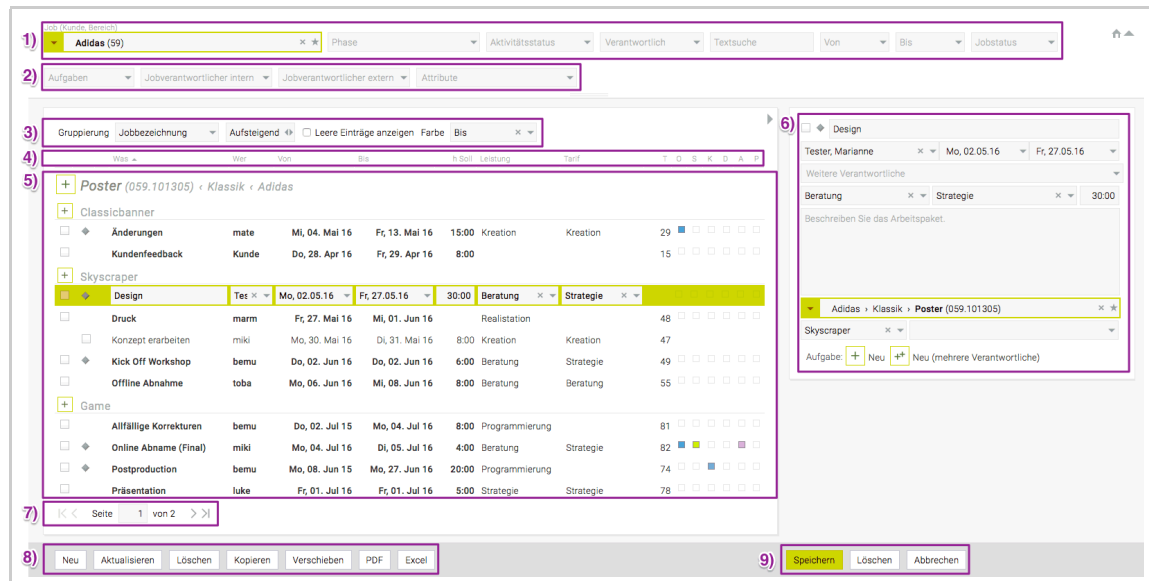 Job (Kunde, Bereich)
1) Adidas (59) Phase Aktivitätsstatus Verantwortlich Textsuche Von Bis Jobstatus
2) Aufgaben Jobverantwortlicher intern Jobverantwortlicher extern Attribute
3) Gruppierung Jobbezeichnung Aufsteigend Leere Einträge anzeigen Farbe Bis
4) Was Wer Von Bis h Soll Leistung Tarif T D S K D A P
5) + Poster (059.101305) ‹ Klassik ‹ Adidas
+ Classicbanner
Änderungen mate Mi, 04. Mai 16 Fr, 13. Mai 16 15:00 Kreation Kreation 29
Kundenfeedback Kunde Do, 28. Apr 16 Fr, 29. Apr 16 8:00 15
+ Skyscraper
Design Tes Mo, 02.05.16 Fr, 27.05.16 30:00 Beratung Strategie
Druck marm Fr, 27. Mai 16 Mi, 01. Jun 16 Realistation 48
Konzept erarbeiten miki Mo, 30. Mai 16 Di, 31. Mai 16 8:00 Kreation Kreation 47
Kick Off Workshop bemu Do, 02. Jun 16 Do, 02. Jun 16 6:00 Beratung Strategie 49
Offline Abnahme toba Mo, 06. Jun 16 Mi, 08. Jun 16 8:00 Beratung Beratung 55
+ Game
Allfällige Korrekturen bemu Do, 02. Jul 15 Mo, 04. Jul 16 8:00 Programmierung 81
Online Abname (Final) miki Mo, 04. Jul 16 Di, 05. Jul 16 4:00 Beratung Strategie 82
Postproduction bemu Mo, 08. Jun 15 Mo, 27. Jun 16 20:00 Programmierung 74
Präsentation luke Fr, 01. Jul 16 Fr, 01. Jul 16 5:00 Strategie Strategie 78
6) Design
Tester, Marianne Mo, 02.05.16 Fr, 27.05.16
Weitere Verantwortliche
Beratung Strategie 30:00
Beschreiben Sie das Arbeitspaket.
Adidas › Klassik › Poster (059.101305)
Skyscraper
Aufgabe: + Neu ++ Neu (mehrere Verantwortliche)
7) Seite 1 von 2
8) Neu Aktualisieren Löschen Kopieren Verschieben PDF Excel
9) Speichern Löschen Abbrechen